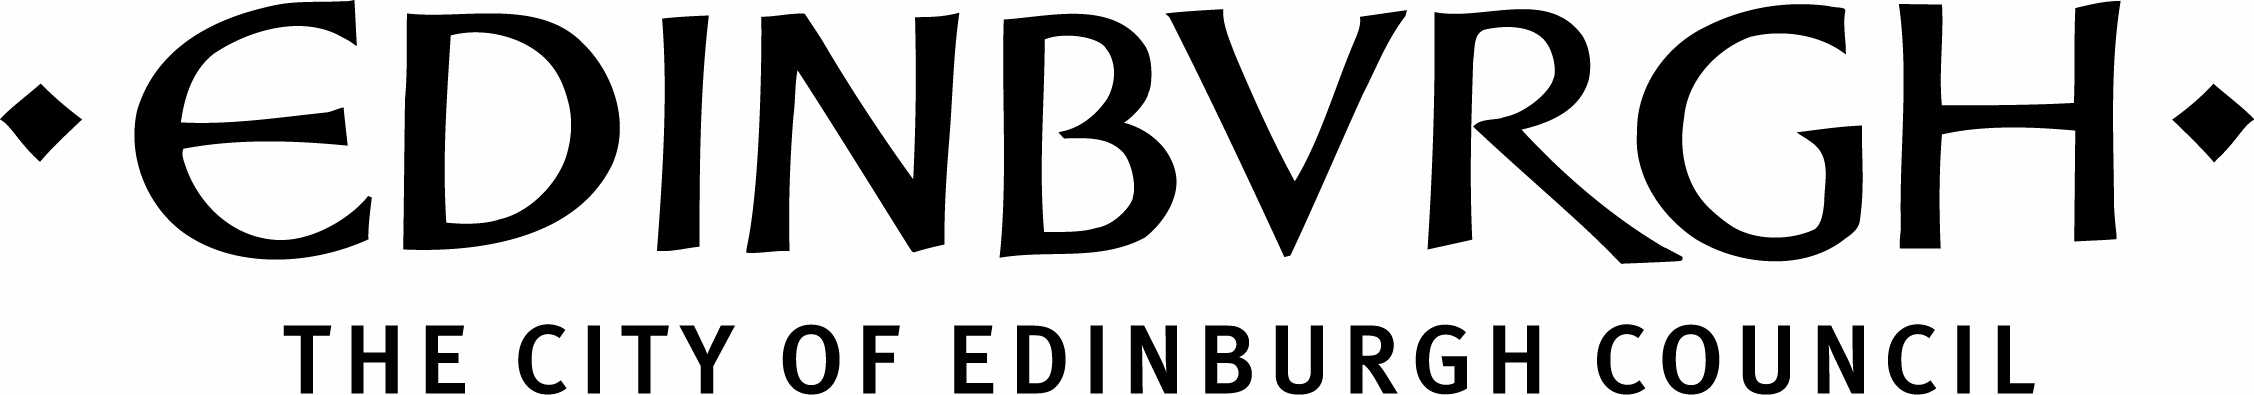 EDINBVRGH
THE CITY OF EDINBURGH COUNCIL